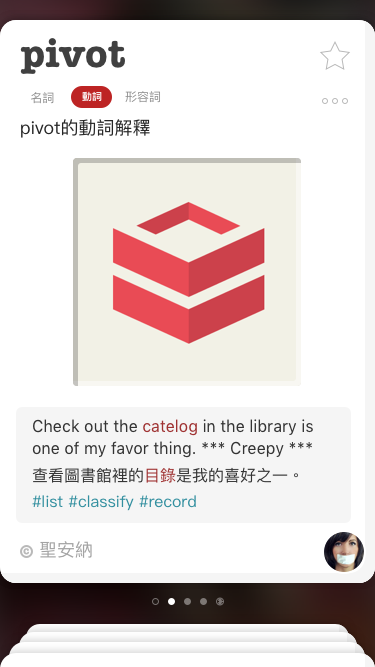 pivot
名詞 動詞 形容詞
pivot的動詞解釋
Check out the catelog in the library is
one of my favor thing. *** Creepy ***
查看圖書館裡的目錄是我的喜好之一。
#list #classify #record
© 聖安納